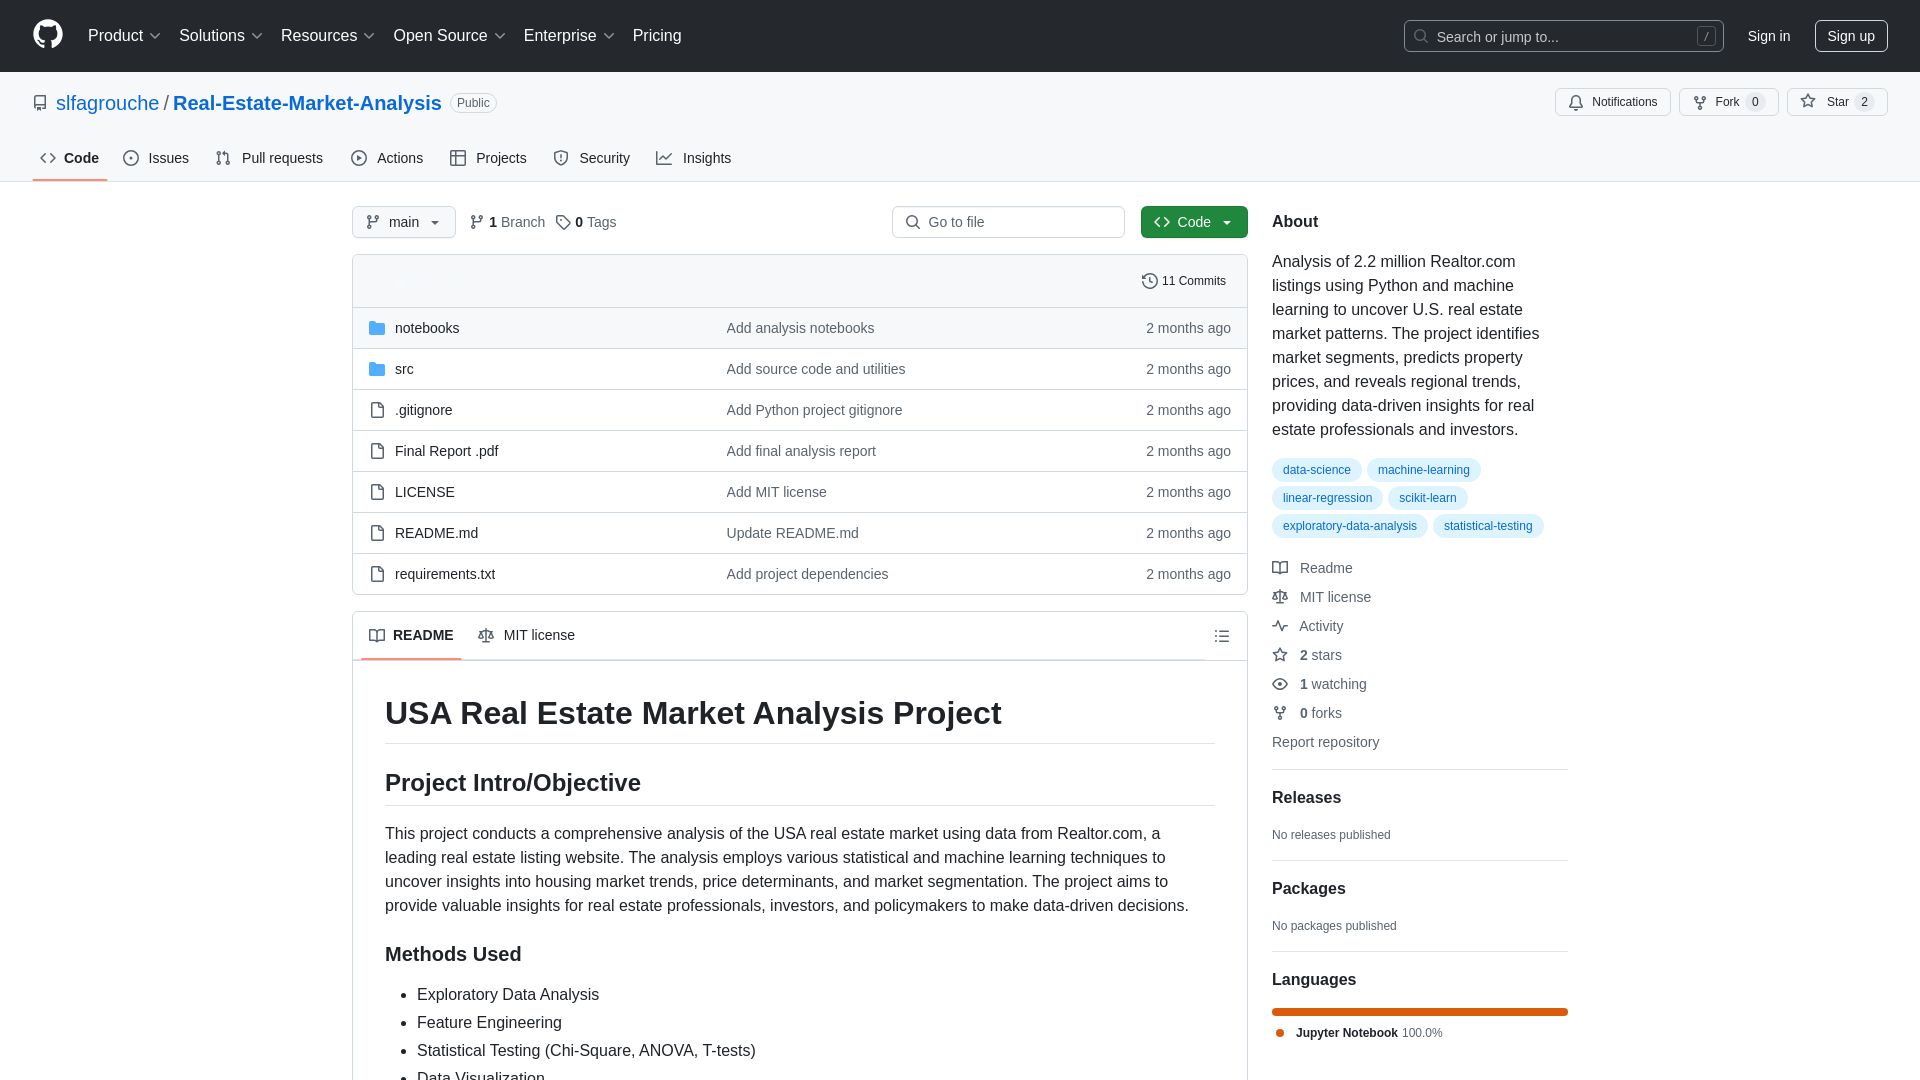 Product Solutions Resources Open Source Enterprise Pricing Search or jump to... / Sign in Sign up
slfagrouche / Real-Estate-Market-Analysis Public Notifications Fork 0 Star 2
Code Issues Pull requests Actions Projects Security Insights
main 1 Branch 0 Tags Go to file Code
11 Commits
notebooks Add analysis notebooks 2 months ago
src Add source code and utilities 2 months ago
.gitignore Add Python project gitignore 2 months ago
Final Report .pdf Add final analysis report 2 months ago
LICENSE Add MIT license 2 months ago
README.md Update README.md 2 months ago
requirements.txt Add project dependencies 2 months ago
README MIT license
USA Real Estate Market Analysis Project
Project Intro/Objective
This project conducts a comprehensive analysis of the USA real estate market using data from Realtor.com, a
leading real estate listing website. The analysis employs various statistical and machine learning techniques to
uncover insights into housing market trends, price determinants, and market segmentation. The project aims to
provide valuable insights for real estate professionals, investors, and policymakers to make data-driven decisions.
Methods Used
Exploratory Data Analysis
Feature Engineering
Statistical Testing (Chi-Square, ANOVA, T-tests)
Data Visualization
About
Analysis of 2.2 million Realtor.com
listings using Python and machine
learning to uncover U.S. real estate
market patterns. The project identifies
market segments, predicts property
prices, and reveals regional trends,
providing data-driven insights for real
estate professionals and investors.
data-science machine-learning
linear-regression scikit-learn
exploratory-data-analysis statistical-testing
Readme
MIT license
Activity
2 stars
1 watching
0 forks
Report repository
Releases
No releases published
Packages
No packages published
Languages
Jupyter Notebook 100.0%